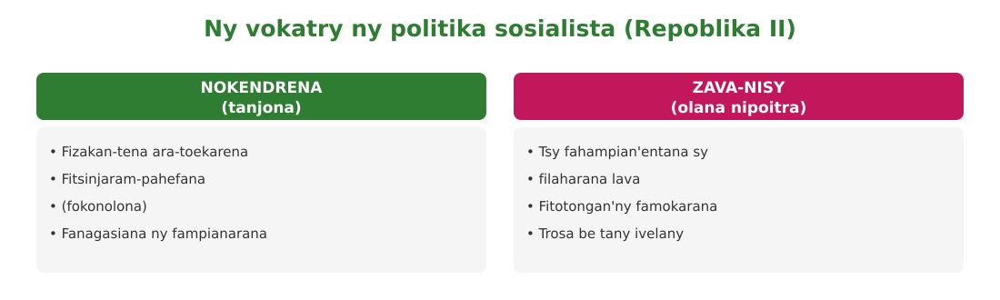 Ny vokatry ny politika sosialista (Repoblika II)
NOKENDRENA
(tanjona)
• Fizakan-tena ara-toekarena
• Fitsinjaram-pahefana
• (fokonolona)
• Fanagasiana ny fampianarana
ZAVA-NISY
(olana nipoitra)
• Tsy fahampian'entana sy
• filaharana lava
• Fitotongan'ny famokarana
• Trosa be tany ivelany